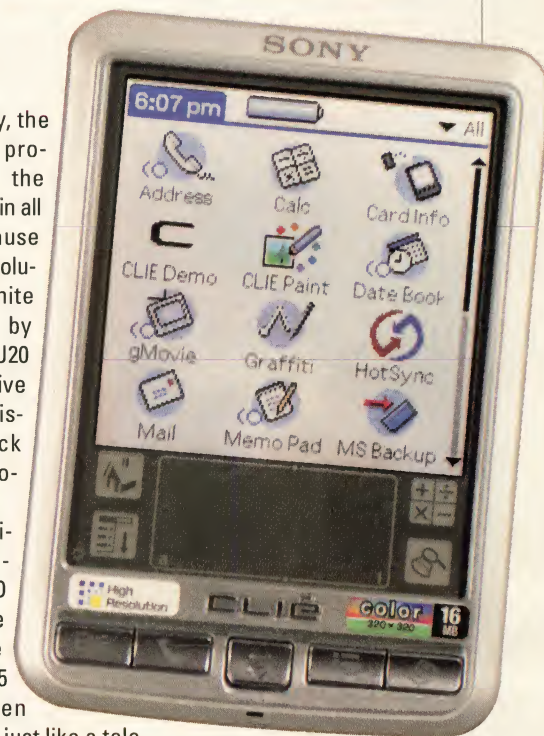 SONY
6:07 pm
All
Address
Calc
Card Info
CLIE Demo
CLIE Paint
Date Book
gMovie
Graffiti
HotSync
Mail
Memo Pad
MS Backup
High
Resolution
CLIÉ
Color
320 × 320
16
MB
y, the
pro-
the
in all
ause
olu-
nite
by
J20
ive
is-
ck
o-
i-
-
0
e
e
5
en
just like a tele-